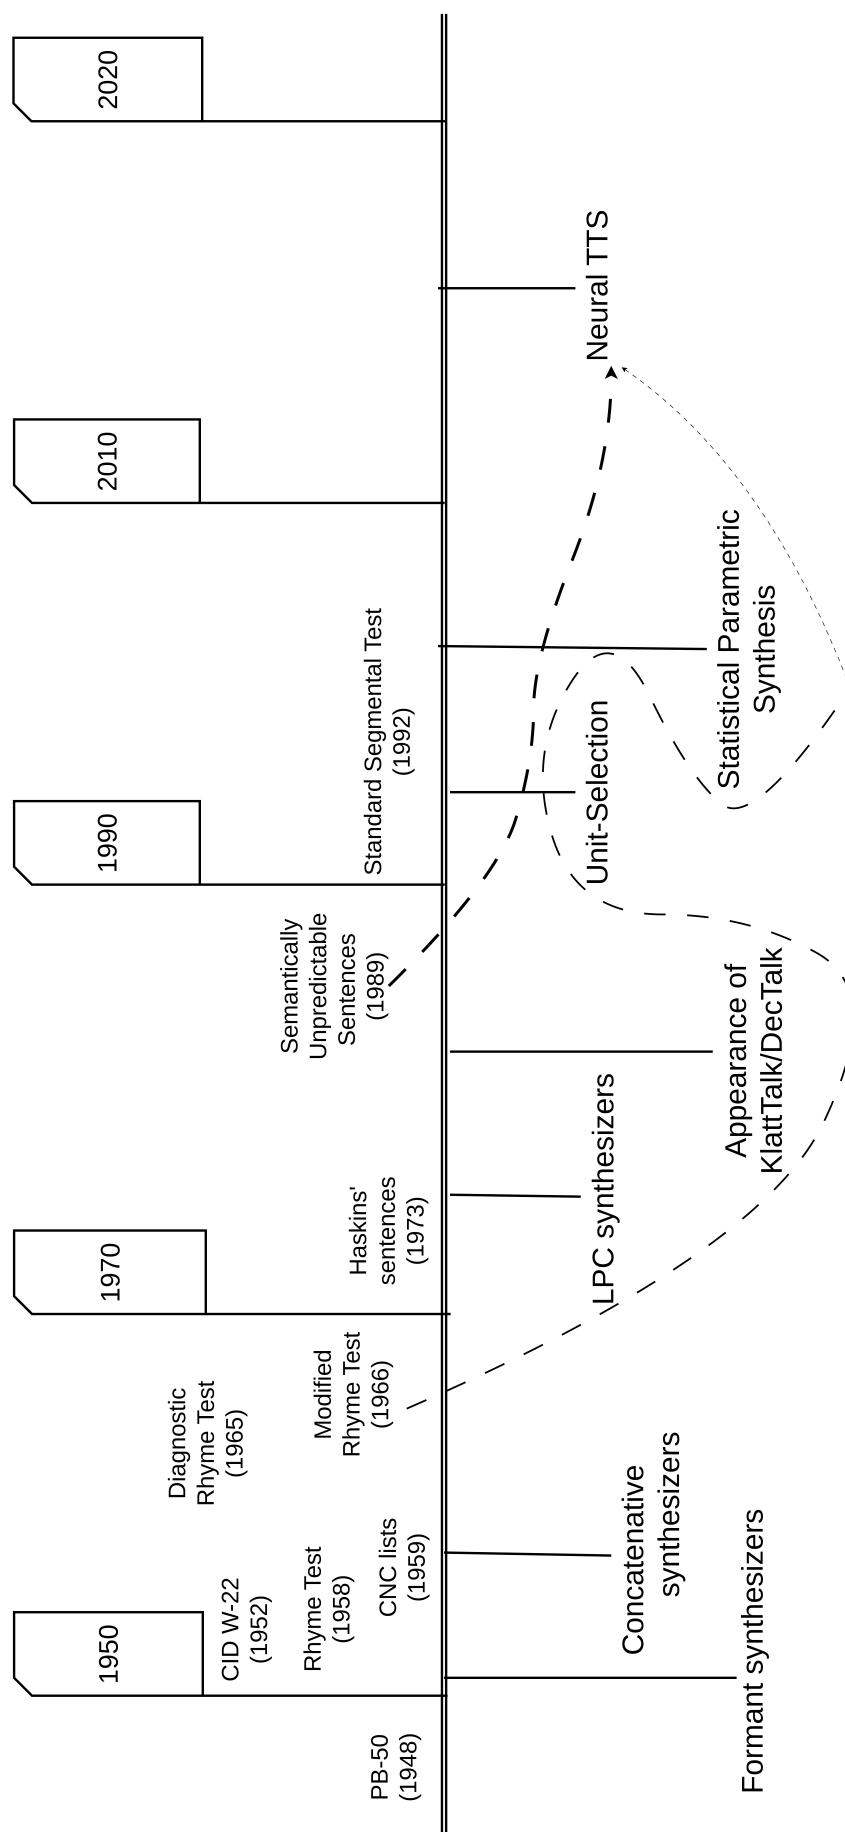 1950
1970
1990
2010
2020
PB-50
(1948)
CID W-22
(1952)
Rhyme Test
(1958)
CNC lists
(1959)
Diagnostic
Rhyme Test
(1965)
Modified
Rhyme Test
(1966)
Haskins'
sentences
(1973)
Semantically
Unpredictable
Sentences
(1989)
Standard Segmental Test
(1992)
Formant synthesizers
Concatenative
synthesizers
LPC synthesizers
Appearance of
KlattTalk/DecTalk
Unit-Selection
Statistical Parametric
Synthesis
Neural TTS